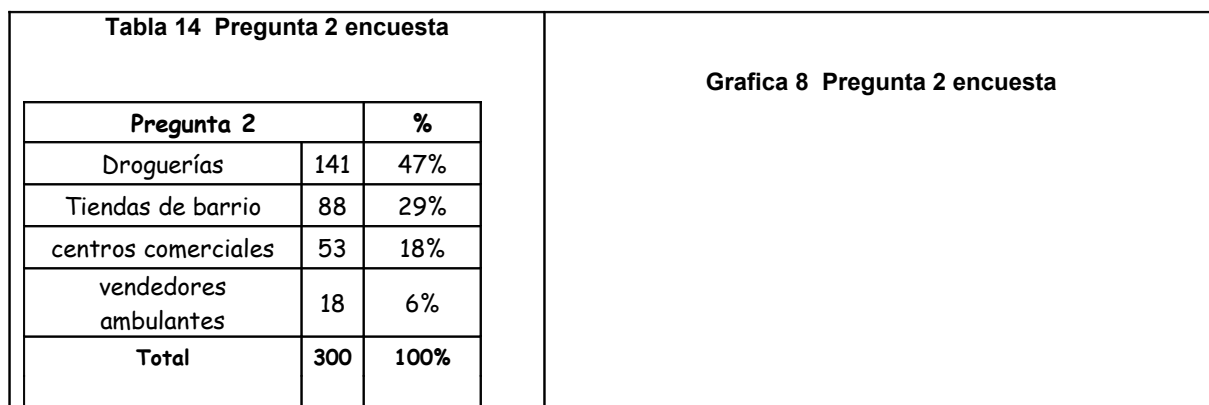 Tabla 14 Pregunta 2 encuesta
Grafica 8 Pregunta 2 encuesta
Pregunta 2 %
Droguerías 141 47%
Tiendas de barrio 88 29%
centros comerciales 53 18%
vendedores
ambulantes 18 6%
Total 300 100%